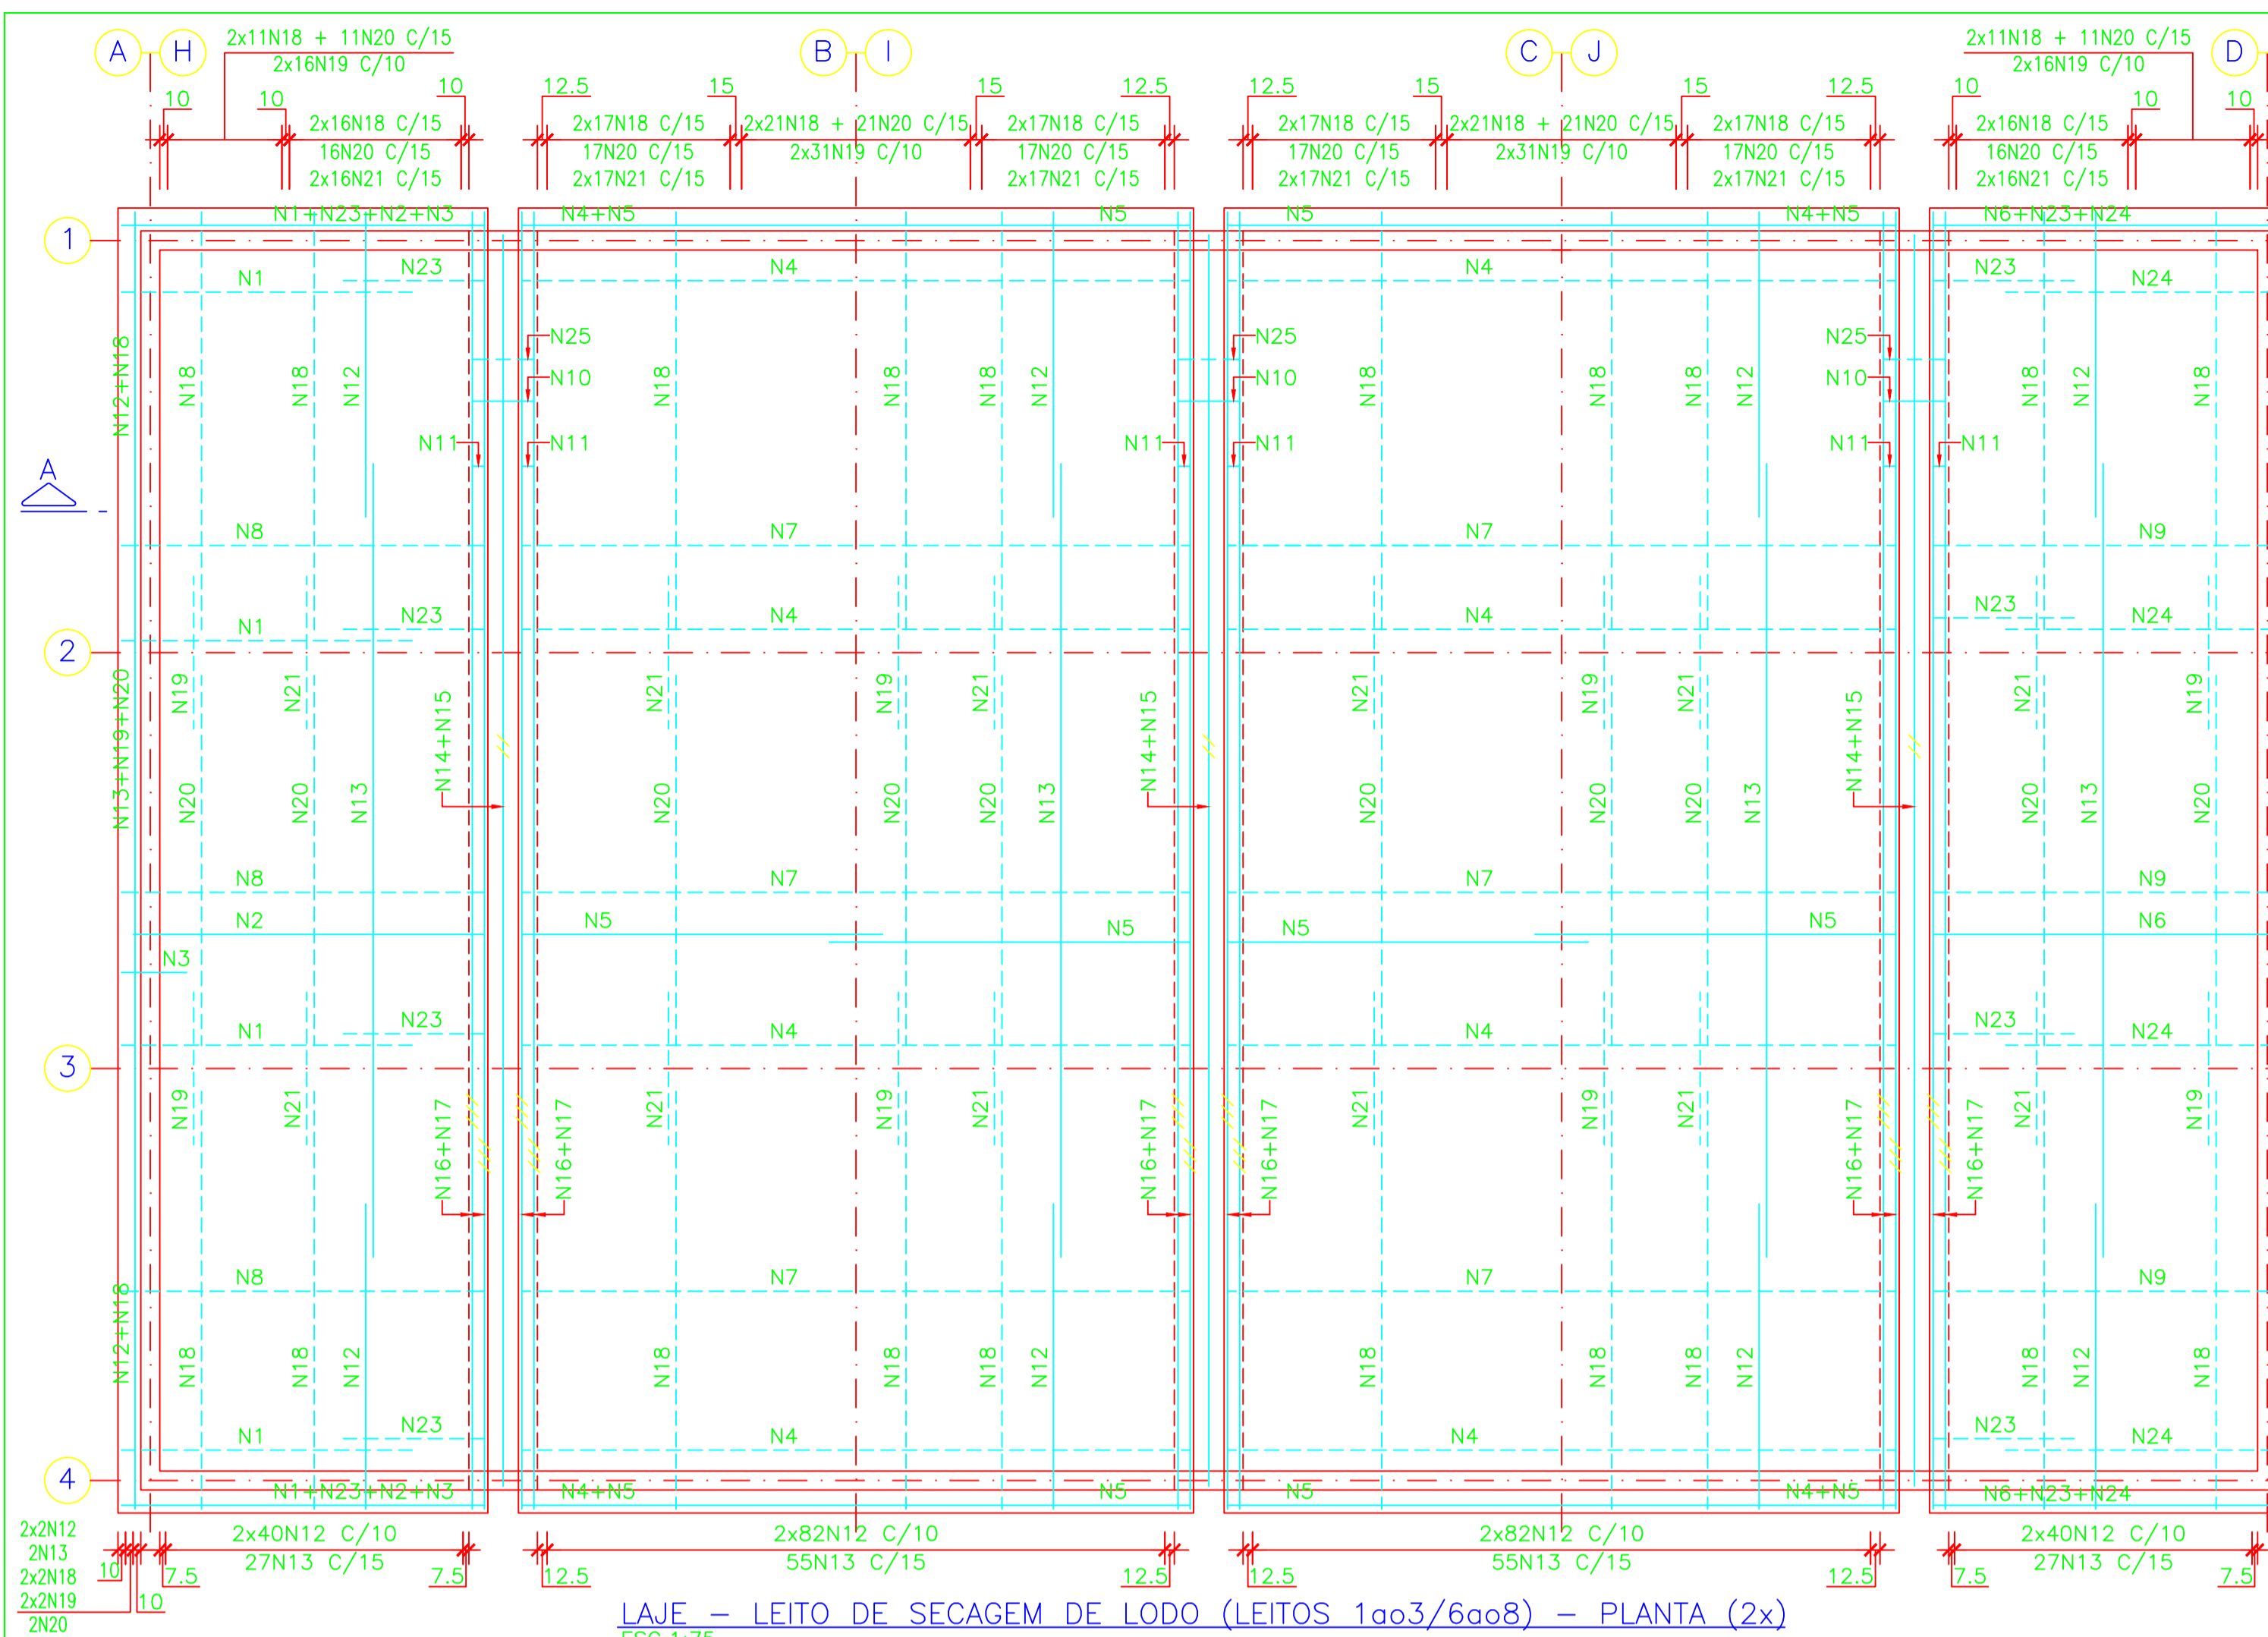 A H B I C J D
2x11N18 + 11N20 C/15
2x16N19 C/10
2x11N18 + 11N20 C/15
2x16N19 C/10
10 10 10 12.5 15 15 12.5 12.5 15 15 12.5 10 10 10
2x16N18 C/15 2x17N18 C/15 2x21N18 + 21N20 C/15 2x17N18 C/15 2x17N18 C/15 2x21N18 + 21N20 C/15 2x17N18 C/15 2x16N18 C/15
16N20 C/15 17N20 C/15 2x31N19 C/10 17N20 C/15 17N20 C/15 2x31N19 C/10 17N20 C/15 16N20 C/15
2x16N21 C/15 2x17N21 C/15 2x17N21 C/15 2x17N21 C/15 2x17N21 C/15 2x16N21 C/15
1 N1+N23+N2+N3 N4+N5 N5 N5 N4+N5 N6+N23+N24
N1 N23 N4 N4 N23 N24
N25 N25 N25
N10 N10 N10
N12+N18 N18 N18 N12 N18 N18 N18 N12 N18 N18 N18 N12 N18 N12 N18
N11 N11 N11 N11 N11 N11
A
N8 N7 N7 N9
N1 N23 N4 N4 N23 N24
2
N13+N19+N20 N19 N21 N21 N19 N21 N21 N19 N21 N21 N19
N14+N15 N14+N15 N14+N15
N20 N20 N13 N20 N20 N20 N13 N20 N20 N20 N13 N20 N13 N20
N8 N7 N7 N9
N2 N5 N5 N5 N5 N6
N3
N1 N23 N4 N4 N23 N24
3
N19 N21 N21 N19 N21 N21 N19 N21 N21 N19
N16+N17 N16+N17 N16+N17 N16+N17 N16+N17 N16+N17
N8 N7 N7 N9
N12+N18 N18 N18 N12 N18 N18 N18 N12 N18 N18 N18 N12 N18 N12 N18
N1 N23 N4 N4 N23 N24
4 N1+N23+N2+N3 N4+N5 N5 N5 N4+N5 N6+N23+N24
2x2N12
2N13
2x2N18
2x2N19
2N20
10 10
2x40N12 C/10 2x82N12 C/10 2x82N12 C/10 2x40N12 C/10
27N13 C/15 55N13 C/15 55N13 C/15 27N13 C/15
7.5 7.5 12.5 12.5 12.5 12.5 7.5 7.5
LAJE – LEITO DE SECAGEM DE LODO (LEITOS 1ao3/6ao8) – PLANTA (2x)
ESC 1:75